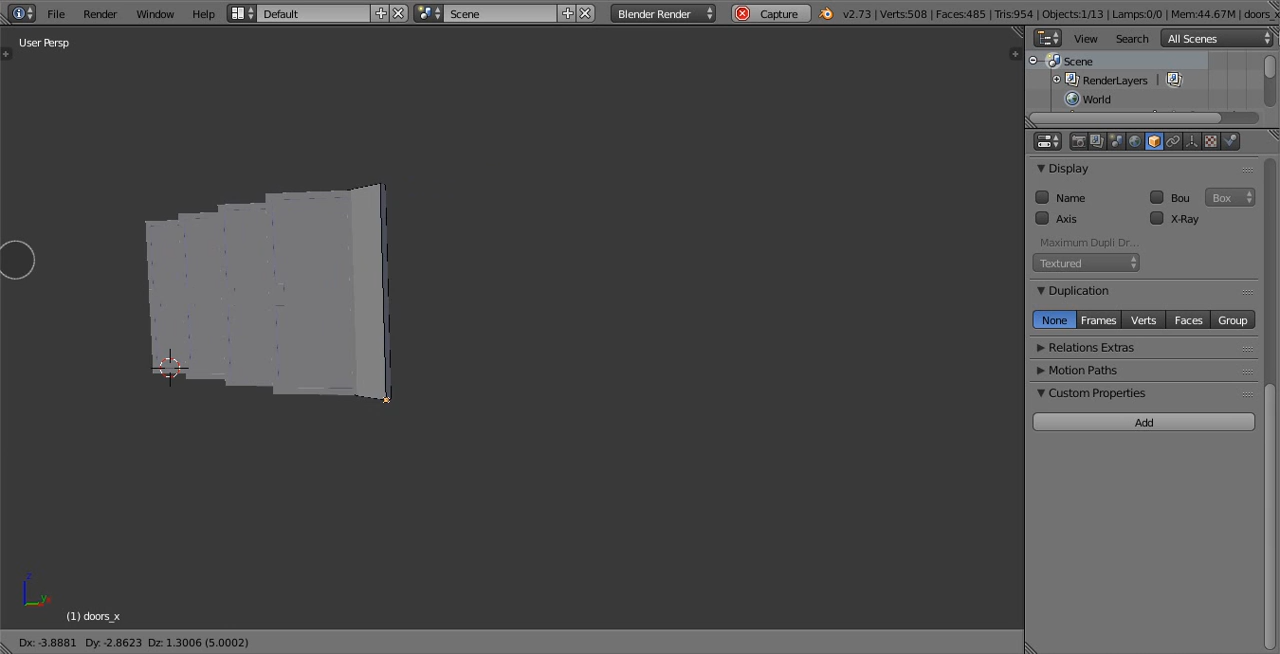 File Render Window Help Default Scene Blender Render Capture v2.73 | Verts:508 | Faces:485 | Tris:954 | Objects:1/13 | Lamps:0/0 | Mem:44.67M | doors_x
User Persp
View Search All Scenes
Scene
RenderLayers |
World
Display
Name Bou Box
Axis X-Ray
Maximum Dupli Dr...
Textured
Duplication
None Frames Verts Faces Group
Relations Extras
Motion Paths
Custom Properties
Add
z
(1) doors_x
Dx: -3.8881 Dy: -2.8623 Dz: 1.3006 (5.0002)